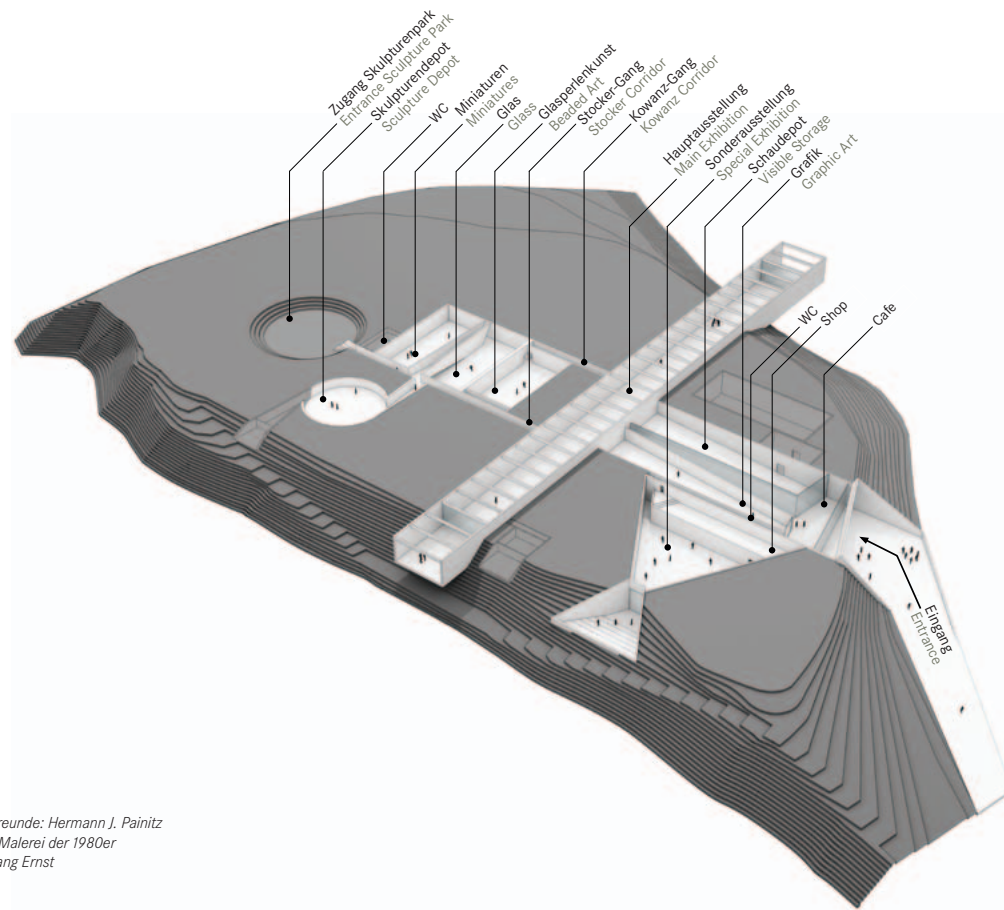 Zugang Skulpturenpark
Entrance Sculpture Park
Skulpturendepot
Sculpture Depot
WC
Miniaturen
Miniatures
Glas
Glass
Glasperlenkunst
Beaded Art
Stocker-Gang
Stocker Corridor
Kowanz-Gang
Kowanz Corridor
Hauptausstellung
Main Exhibition
Sonderausstellung
Special Exhibition
Schaudepot
Visible Storage
Grafik
Graphic Art
WC
Shop
Cafe
Eingang
Entrance
reunde: Hermann J. Painitz
Malerei der 1980er
ang Ernst